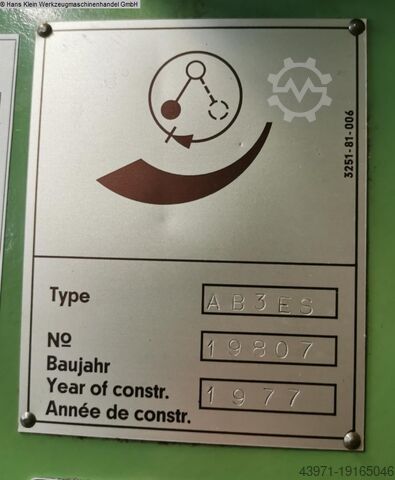 © Hans Klein Werkzeugmaschinenhandel GmbH
3251-81-006
Type AB3ES
Nº 19807
Baujahr
Year of constr. 1977
Année de constr.
43971-19165046